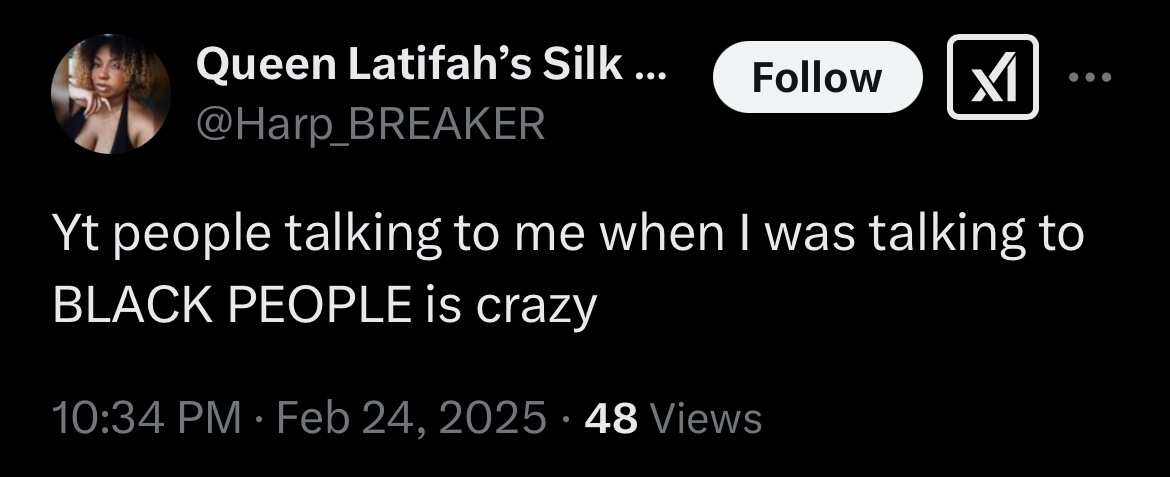 Queen Latifah’s Silk ...
Follow
@Harp_BREAKER
Yt people talking to me when I was talking to
BLACK PEOPLE is crazy
10:34 PM · Feb 24, 2025 · 48 Views